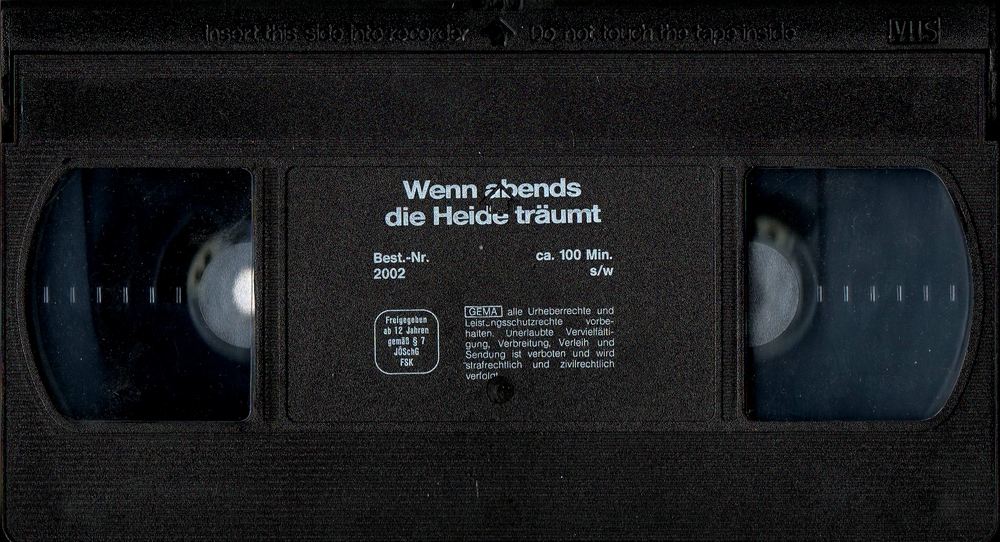 Insert this side into recorder Do not touch the tape inside VHS
Wenn abends
die Heide träumt
Best.-Nr. ca. 100 Min.
2002 s/w
Freigegeben
ab 12 Jahren
gemäß § 7
JÖSchG
FSK
GEMA alle Urheberrechte und
Leistungsschutzrechte vorbe-
halten. Unerlaubte Vervielfälti-
gung, Verbreitung, Verleih und
Sendung ist verboten und wird
strafrechtlich und zivilrechtlich
verfolgt